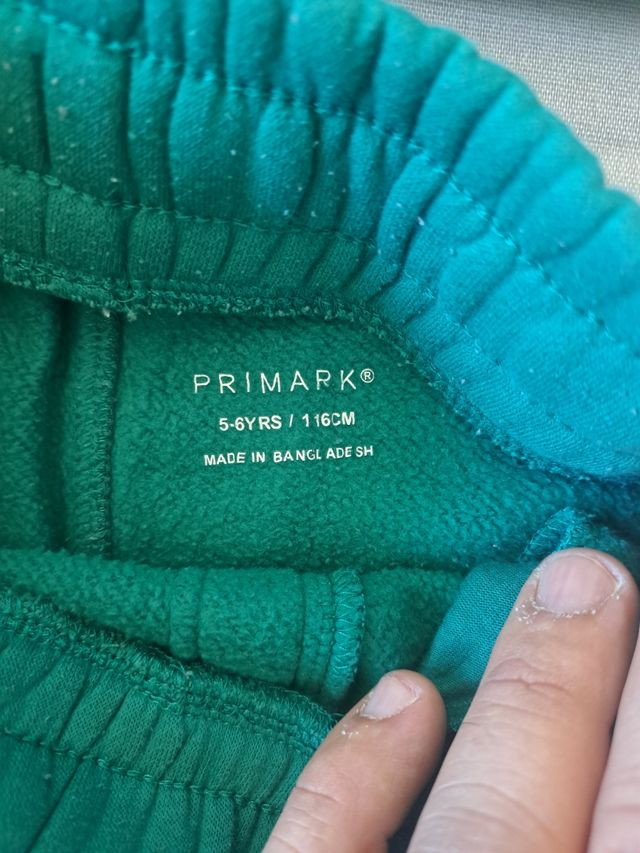 PRIMARK®
5-6YRS / 116CM
MADE IN BANGLADESH